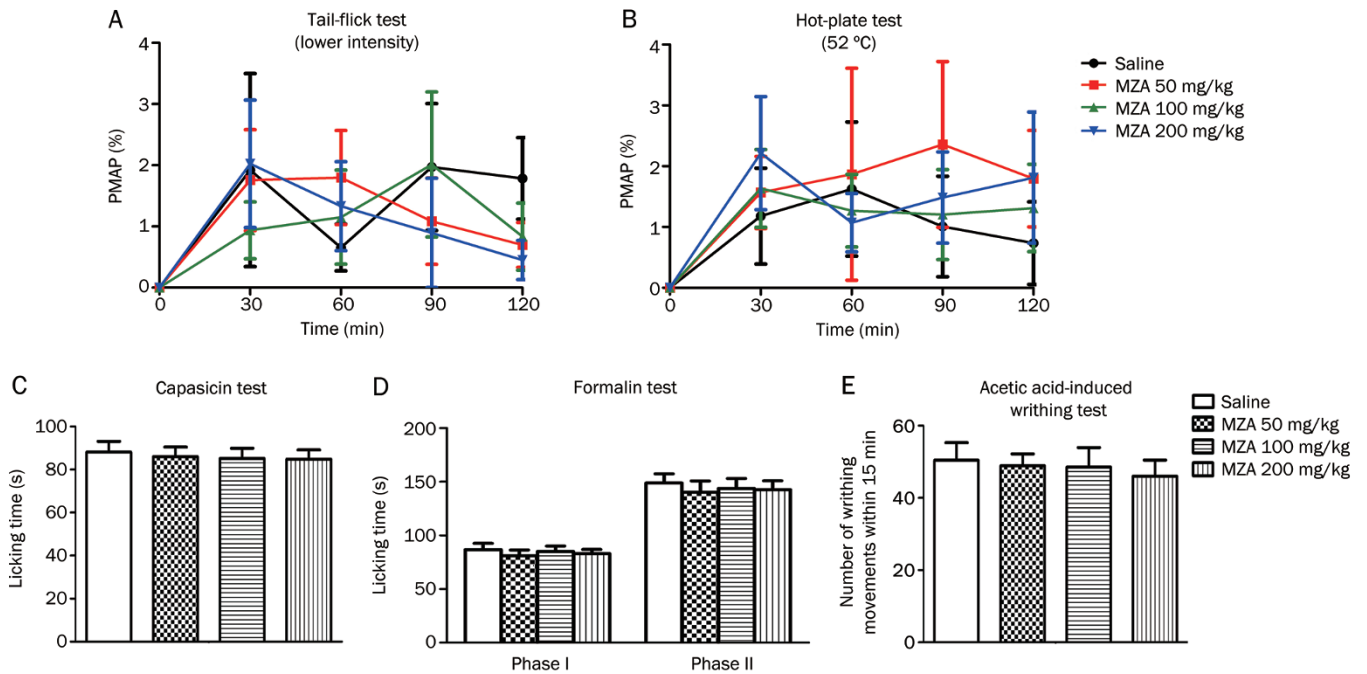 A
Tail-flick test
(lower intensity)
PMAP (%)
4
3
2
1
0
0 30 60 90 120
Time (min)
B
Hot-plate test
(52 ºC)
PMAP (%)
4
3
2
1
0
0 30 60 90 120
Time (min)
Saline
MZA 50 mg/kg
MZA 100 mg/kg
MZA 200 mg/kg
C
Capasicin test
Licking time (s)
100
80
60
40
20
0
D
Formalin test
Licking time (s)
200
150
100
50
0
Phase I Phase II
E
Acetic acid-induced
writhing test
Number of writhing
movements within 15 min
60
40
20
0
Saline
MZA 50 mg/kg
MZA 100 mg/kg
MZA 200 mg/kg